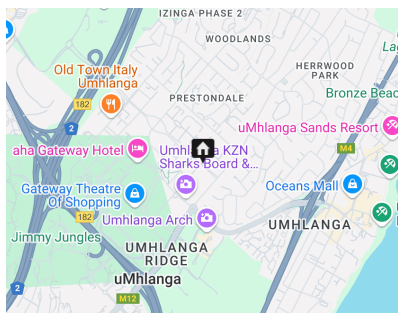 IZINGA PHASE 2
WOODLANDS
HERRWOOD
PARK
Old Town Italy
Umhlanga
Bronze Beac
PRESTONDALE
182
2
uMhlanga Sands Resort
M4
aha Gateway Hotel
Umhla a KZN
Sharks Board &...
Gateway Theatre
Of Shopping
Oceans Mall
182
Umhlanga Arch
UMHLANGA
Jimmy Jungles
UMHLANGA
RIDGE
uMhlanga
2
M12